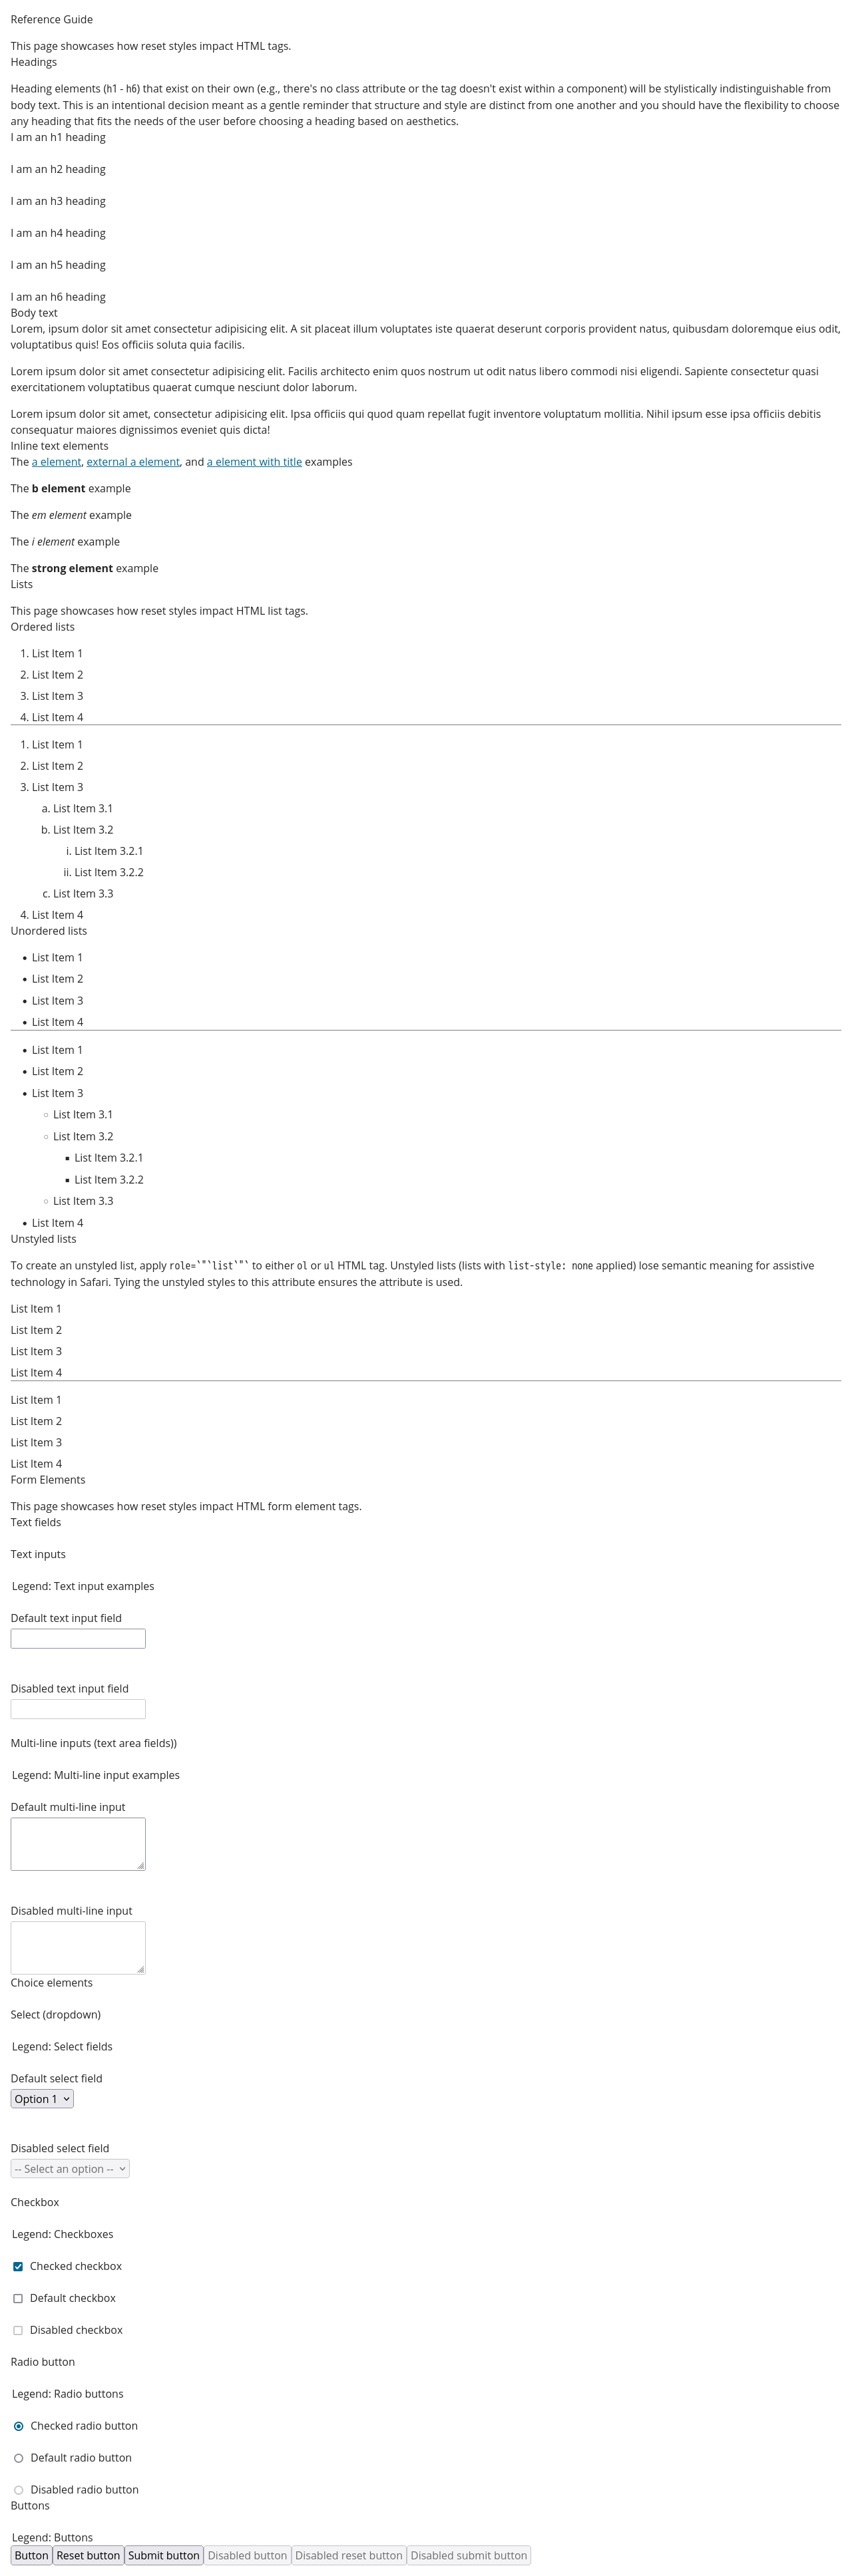 Reference Guide
This page showcases how reset styles impact HTML tags.
Headings
Heading elements (h1 - h6) that exist on their own (e.g., there's no class attribute or the tag doesn't exist within a component) will be stylistically indistinguishable from
body text. This is an intentional decision meant as a gentle reminder that structure and style are distinct from one another and you should have the flexibility to choose
any heading that fits the needs of the user before choosing a heading based on aesthetics.
I am an h1 heading
I am an h2 heading
I am an h3 heading
I am an h4 heading
I am an h5 heading
I am an h6 heading
Body text
Lorem, ipsum dolor sit amet consectetur adipisicing elit. A sit placeat illum voluptates iste quaerat deserunt corporis provident natus, quibusdam doloremque eius odit,
voluptatibus quis! Eos officiis soluta quia facilis.
Lorem ipsum dolor sit amet consectetur adipisicing elit. Facilis architecto enim quos nostrum ut odit natus libero commodi nisi eligendi. Sapiente consectetur quasi
exercitationem voluptatibus quaerat cumque nesciunt dolor laborum.
Lorem ipsum dolor sit amet, consectetur adipisicing elit. Ipsa officiis qui quod quam repellat fugit inventore voluptatum mollitia. Nihil ipsum esse ipsa officiis debitis
consequatur maiores dignissimos eveniet quis dicta!
Inline text elements
The a element, external a element, and a element with title examples
The b element example
The em element example
The i element example
The strong element example
Lists
This page showcases how reset styles impact HTML list tags.
Ordered lists
1. List Item 1
2. List Item 2
3. List Item 3
4. List Item 4
1. List Item 1
2. List Item 2
3. List Item 3
a. List Item 3.1
b. List Item 3.2
i. List Item 3.2.1
ii. List Item 3.2.2
c. List Item 3.3
4. List Item 4
Unordered lists
• List Item 1
• List Item 2
• List Item 3
• List Item 4
• List Item 1
• List Item 2
• List Item 3
◦ List Item 3.1
◦ List Item 3.2
▪ List Item 3.2.1
▪ List Item 3.2.2
◦ List Item 3.3
• List Item 4
Unstyled lists
To create an unstyled list, apply role=`"`list`"` to either ol or ul HTML tag. Unstyled lists (lists with list-style: none applied) lose semantic meaning for assistive
technology in Safari. Tying the unstyled styles to this attribute ensures the attribute is used.
List Item 1
List Item 2
List Item 3
List Item 4
List Item 1
List Item 2
List Item 3
List Item 4
Form Elements
This page showcases how reset styles impact HTML form element tags.
Text fields
Text inputs
Legend: Text input examples
Default text input field
Disabled text input field
Multi-line inputs (text area fields))
Legend: Multi-line input examples
Default multi-line input
Disabled multi-line input
Choice elements
Select (dropdown)
Legend: Select fields
Default select field
Option 1
Disabled select field
-- Select an option --
Checkbox
Legend: Checkboxes
Checked checkbox
Default checkbox
Disabled checkbox
Radio button
Legend: Radio buttons
Checked radio button
Default radio button
Disabled radio button
Buttons
Legend: Buttons
Button Reset button Submit button Disabled button Disabled reset button Disabled submit button